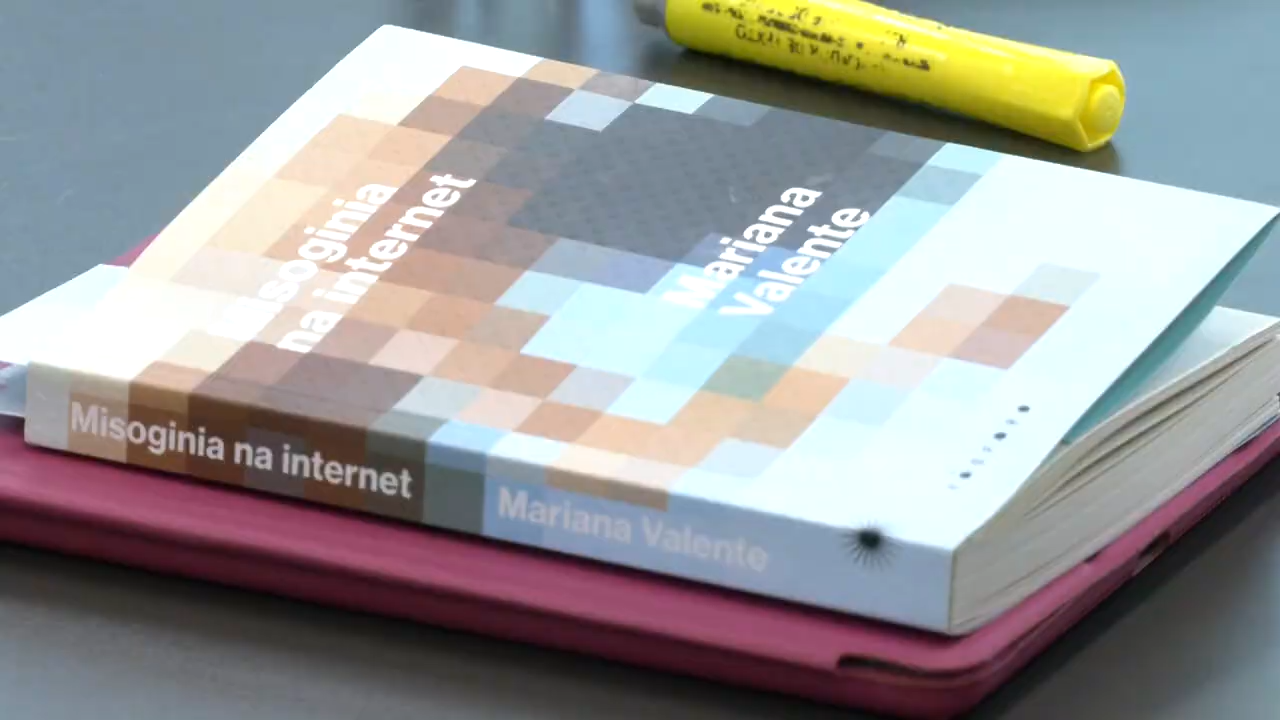 Misoginia
na internet
Mariana
Valente
Misoginia na internet
Mariana Valente